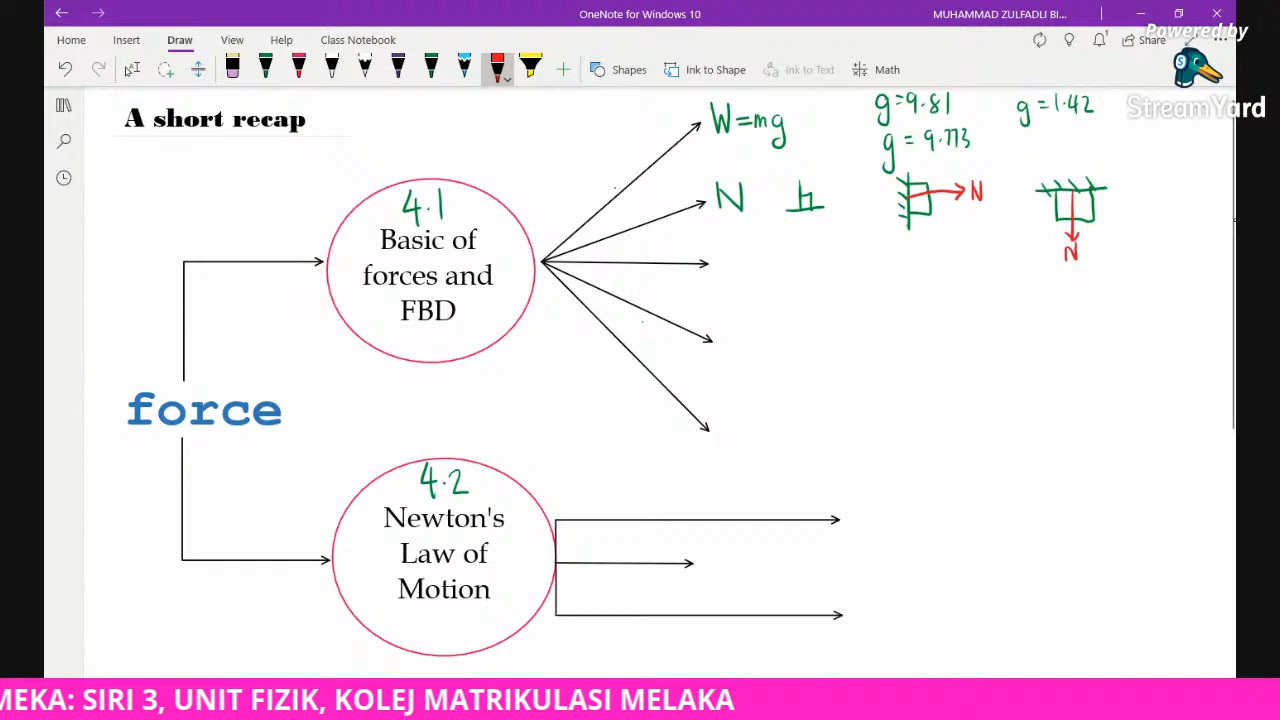 OneNote for Windows 10
MUHAMMAD ZULFADLI BI...
Powered by
StreamYard
Home Insert Draw View Help Class Notebook
Share
Shapes Ink to Shape Ink to Text Math
A short recap
W=mg
g=9.81
g=9.773
g=1.42
N
N
N
4.1
Basic of
forces and
FBD
force
4.2
Newton's
Law of
Motion
MEKA: SIRI 3, UNIT FIZIK, KOLEJ MATRIKULASI MELAKA